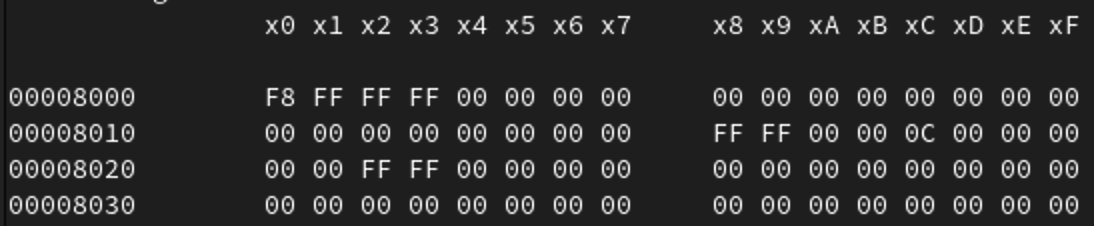 x0 x1 x2 x3 x4 x5 x6 x7 x8 x9 xA xB xC xD xE xF
00008000 F8 FF FF FF 00 00 00 00 00 00 00 00 00 00 00 00
00008010 00 00 00 00 00 00 00 00 FF FF 00 00 0C 00 00 00
00008020 00 00 FF FF 00 00 00 00 00 00 00 00 00 00 00 00
00008030 00 00 00 00 00 00 00 00 00 00 00 00 00 00 00 00